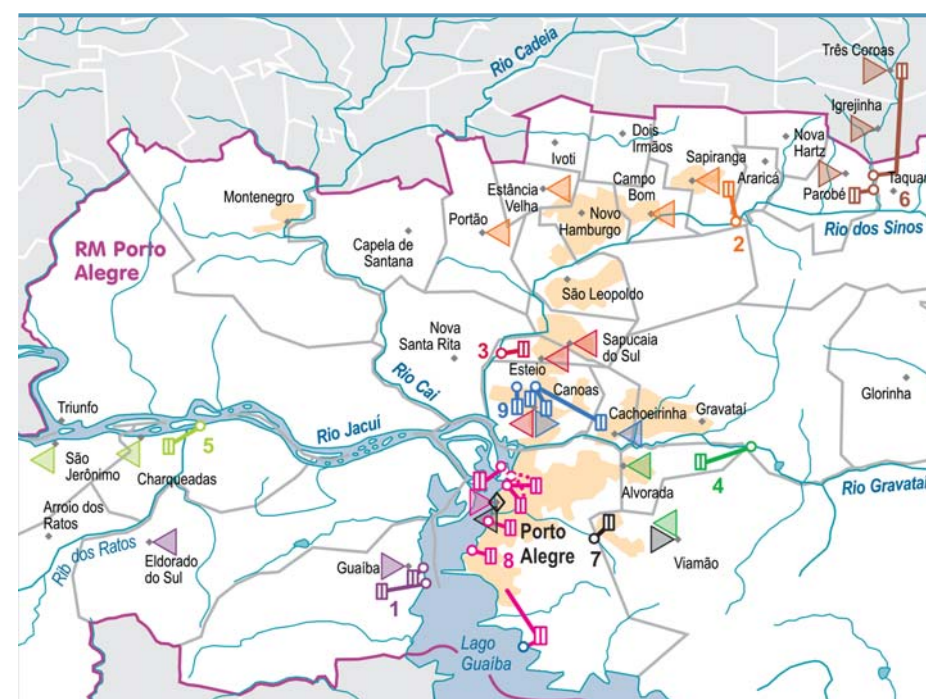 Rio Cadeia
Três Coroas
Igrejinha
Dois
Irmãos
Ivoti
Nova
Hartz
Sapiranga
Araricá
Parobé
Taquar
6
Montenegro
Estância
Velha
Campo
Bom
Portão
Novo
Hamburgo
2
Rio dos Sinos
RM Porto
Alegre
Capela de
Santana
São Leopoldo
Nova
Santa Rita
3
Sapucaia
do Sul
Esteio
Rio Caí
Canoas
9
Cachoeirinha
Gravataí
Glorinha
Triunfo
Rio Jacuí
5
São
Jerônimo
Charqueadas
Alvorada
4
Rio Gravataí
Arroio dos
Ratos
Rib dos Ratos
Eldorado
do Sul
Guaíba
1
Porto
Alegre
8
7
Viamão
Lago
Guaíba